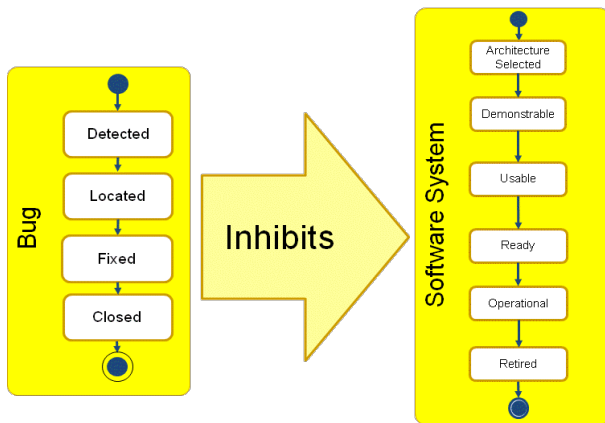 Bug
Detected
Located
Fixed
Closed
Inhibits
Software System
Architecture
Selected
Demonstrable
Usable
Ready
Operational
Retired